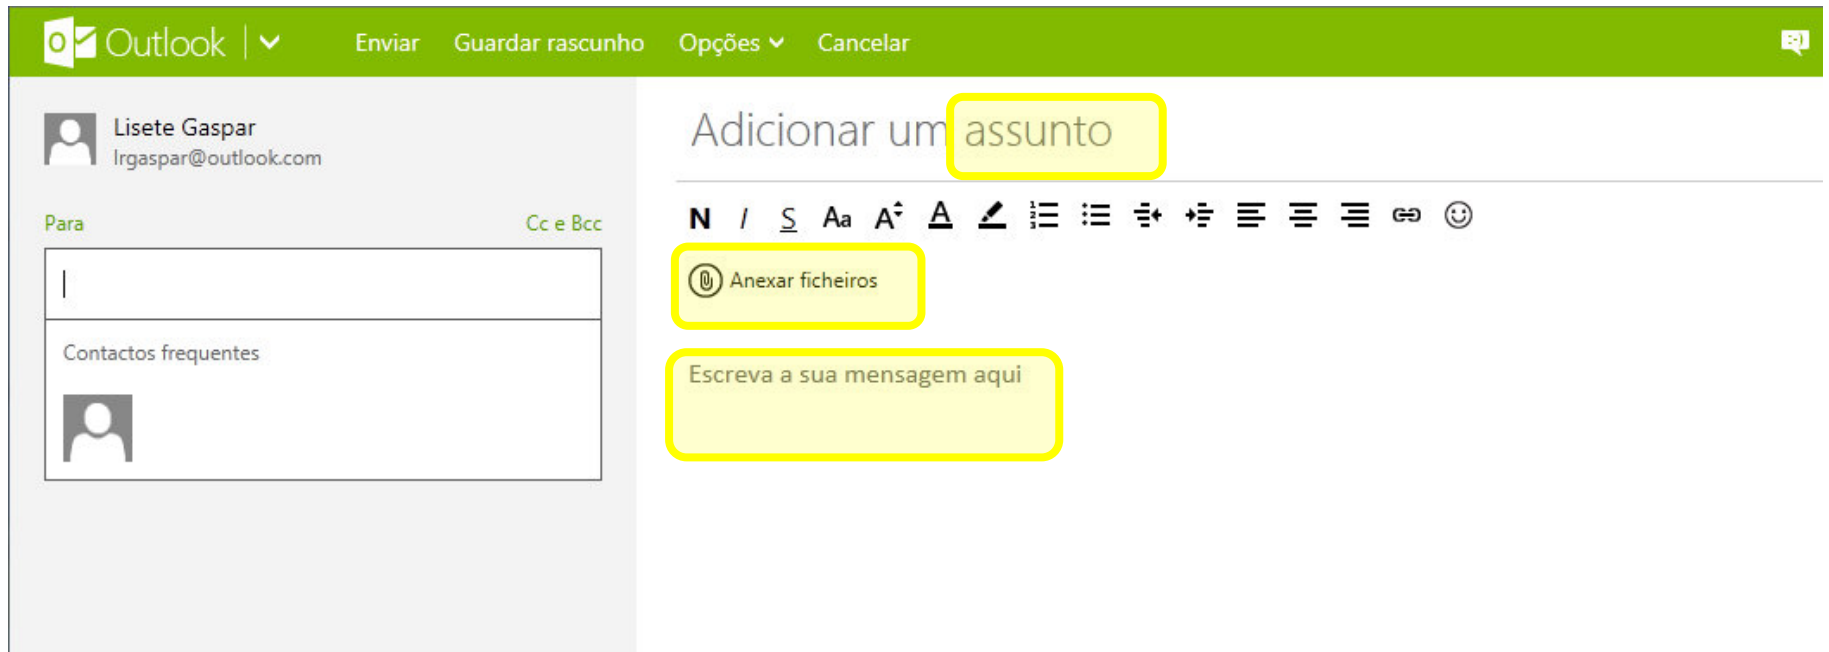 Outlook Enviar Guardar rascunho Opções Cancelar
Lisete Gaspar
lrgaspar@outlook.com
Para Cc e Bcc
Contactos frequentes
Adicionar um assunto
N I S Aa A A
Anexar ficheiros
Escreva a sua mensagem aqui